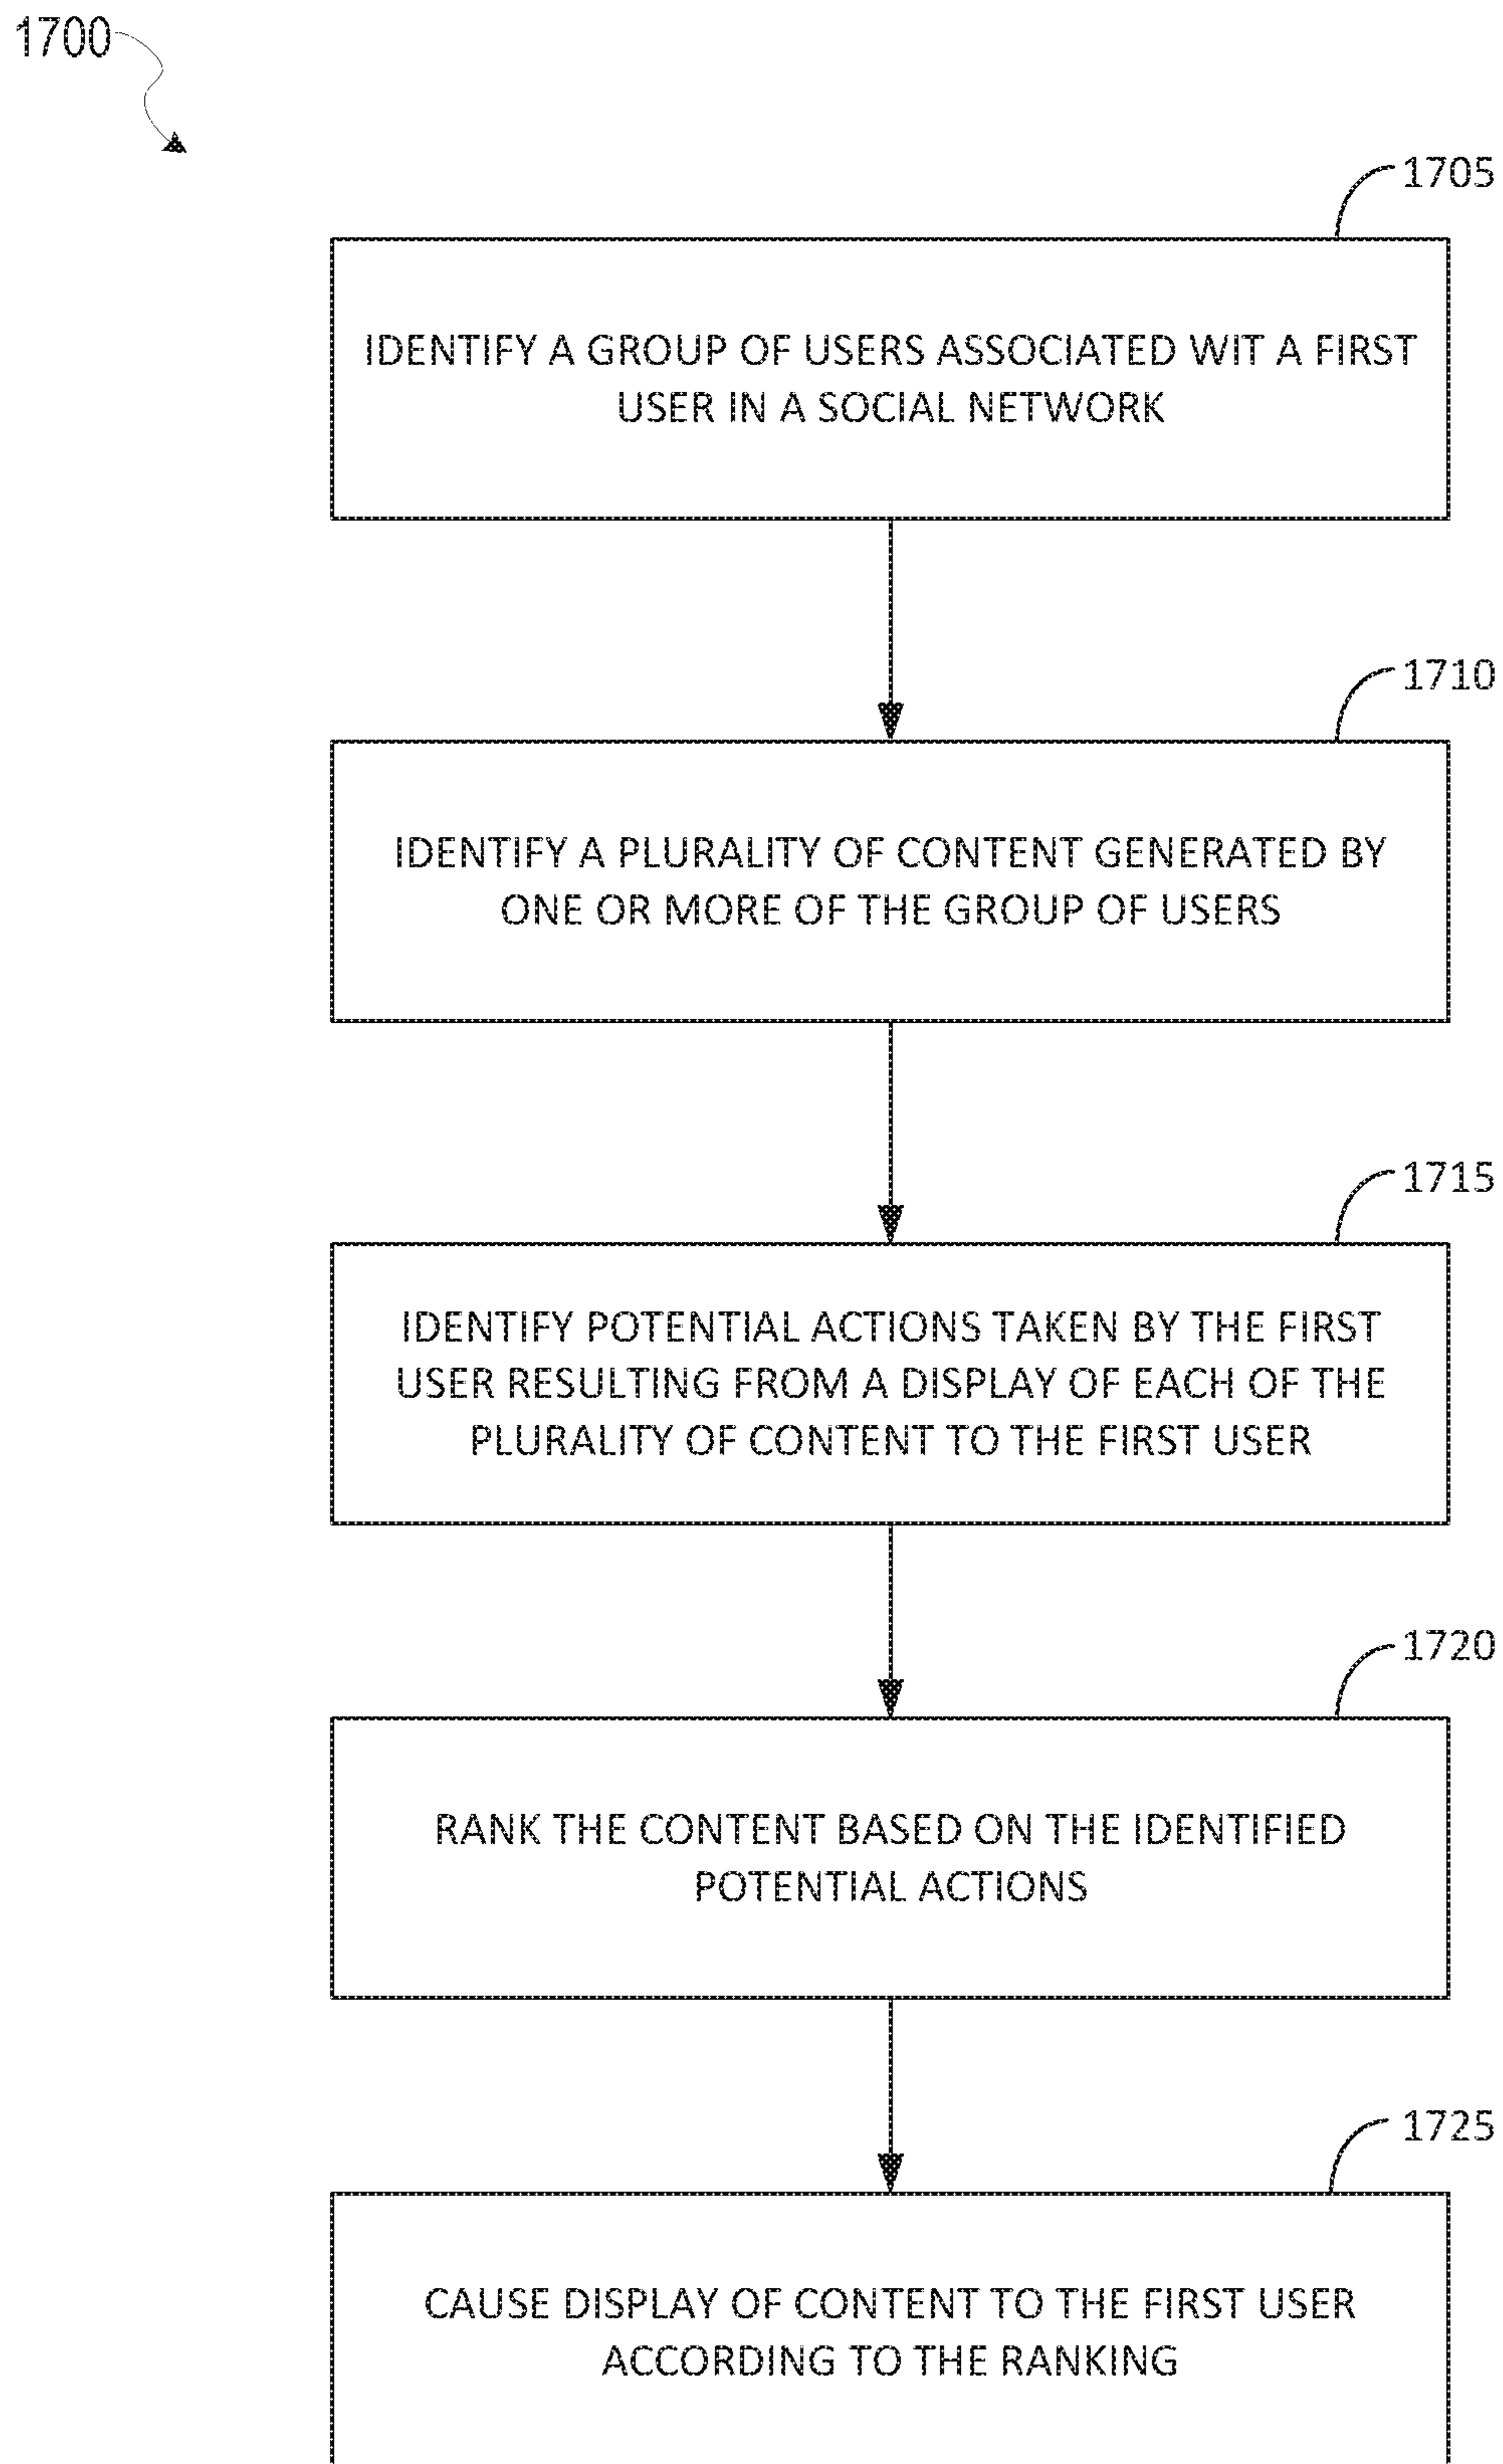 1700
1705
IDENTIFY A GROUP OF USERS ASSOCIATED WIT A FIRST
USER IN A SOCIAL NETWORK
1710
IDENTIFY A PLURALITY OF CONTENT GENERATED BY
ONE OR MORE OF THE GROUP OF USERS
1715
IDENTIFY POTENTIAL ACTIONS TAKEN BY THE FIRST
USER RESULTING FROM A DISPLAY OF EACH OF THE
PLURALITY OF CONTENT TO THE FIRST USER
1720
RANK THE CONTENT BASED ON THE IDENTIFIED
POTENTIAL ACTIONS
1725
CAUSE DISPLAY OF CONTENT TO THE FIRST USER
ACCORDING TO THE RANKING